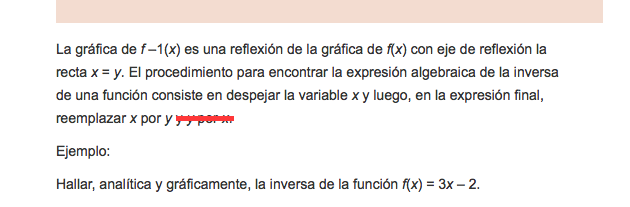 La gráfica de f –1(x) es una reflexión de la gráfica de f(x) con eje de reflexión la
recta x = y. El procedimiento para encontrar la expresión algebraica de la inversa
de una función consiste en despejar la variable x y luego, en la expresión final,
reemplazar x por y y y por x.
Ejemplo:
Hallar, analítica y gráficamente, la inversa de la función f(x) = 3x – 2.